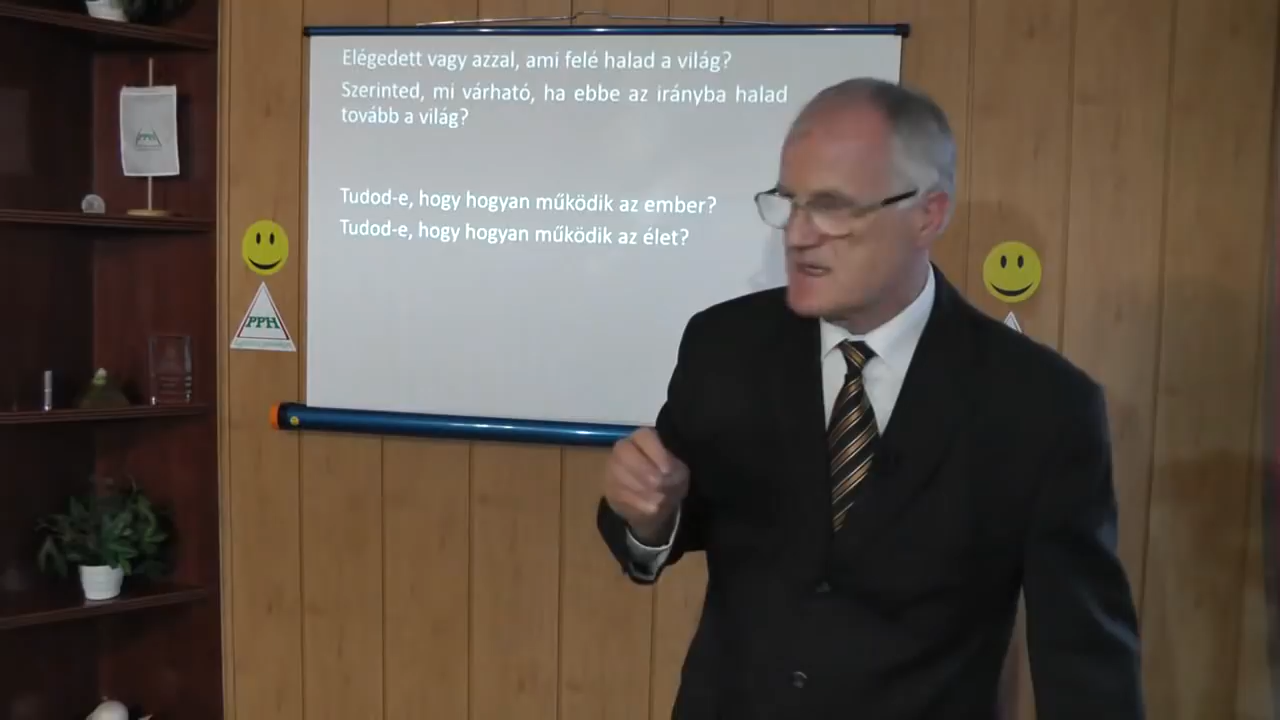 Elégedett vagy azzal, ami felé halad a világ?
Szerinted, mi várható, ha ebbe az irányba halad
tovább a világ?
Tudod-e, hogy hogyan működik az ember?
Tudod-e, hogy hogyan működik az élet?
PPH
PPH